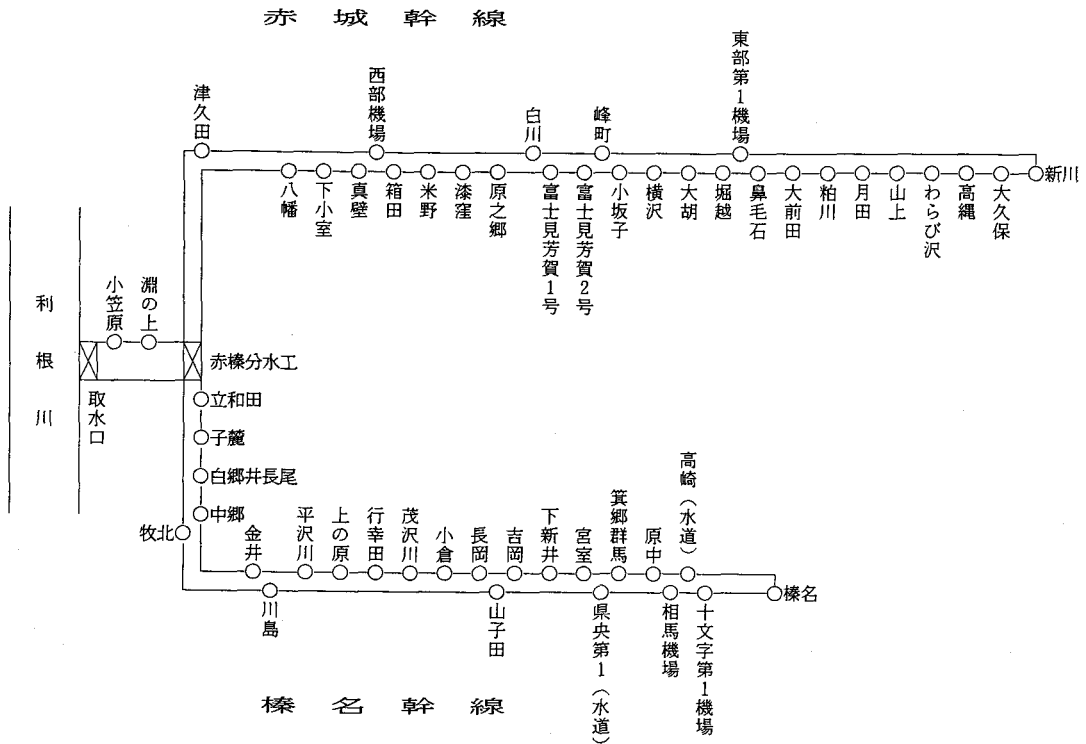 赤城幹線
津久田
西部機場
白川
峰町
東部第1機場
八幡
下小室
真壁
箱田
米野
漆窪
原之郷
富士見芳賀1号
富士見芳賀2号
小坂子
横沢
大胡
堀越
鼻毛石
大前田
粕川
月田
山上
わらび沢
高縄
大久保
新川
利根川
小笠原
淵の上
取水口
赤榛分水工
立和田
子麓
白郷井長尾
中郷
牧北
金井
平沢川
上の原
行幸田
茂沢川
小倉
長岡
吉岡
下新井
宮室
箕郷群馬
原中
高崎(水道)
川島
山子田
県央第1(水道)
相馬機場
十文字第1機場
榛名
榛名幹線